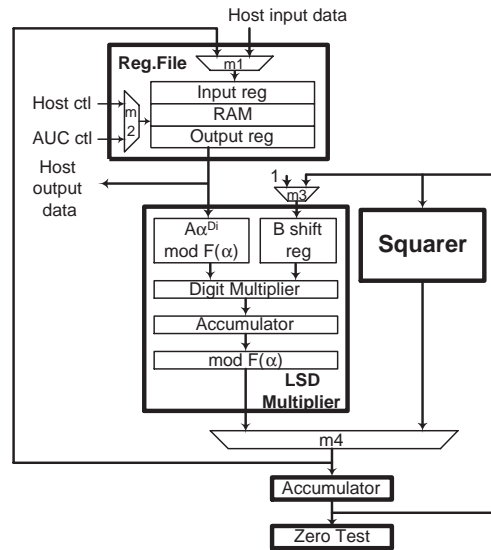 Host input data
Reg.File
m1
Input reg
Host ctl
m
2
RAM
AUC ctl
Output reg
Host
output
data
1
m3
Aα^Di
mod F(α)
B shift
reg
Squarer
Digit Multiplier
Accumulator
mod F(α)
LSD
Multiplier
m4
Accumulator
Zero Test